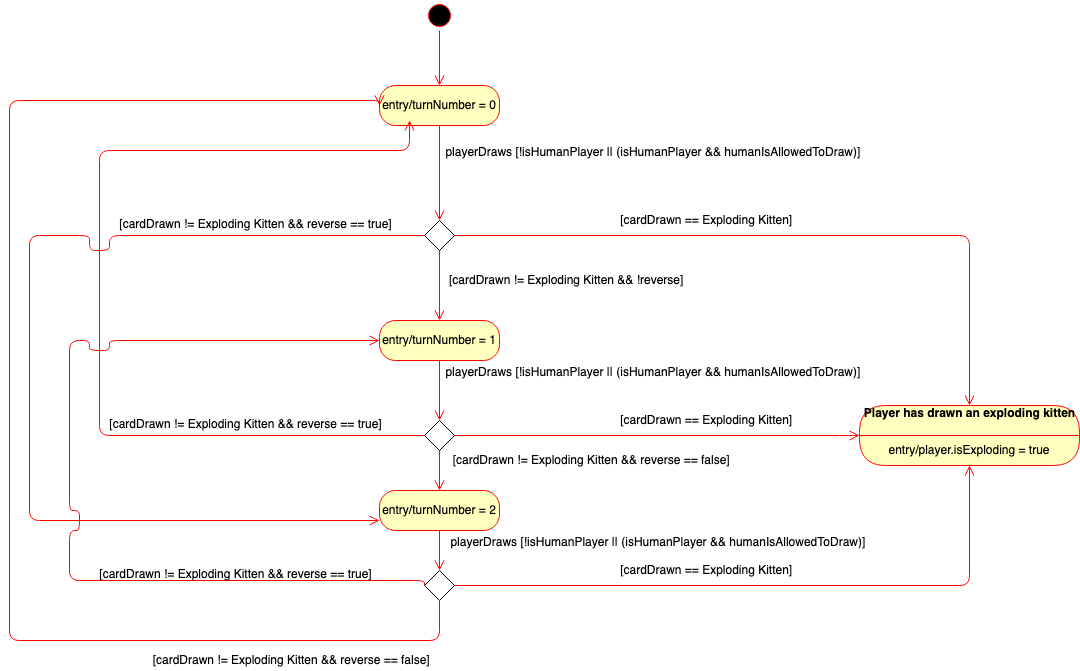 entry/turnNumber = 0
playerDraws [!isHumanPlayer || (isHumanPlayer && humanIsAllowedToDraw)]
[cardDrawn != Exploding Kitten && reverse == true]
[cardDrawn == Exploding Kitten]
[cardDrawn != Exploding Kitten && !reverse]
entry/turnNumber = 1
playerDraws [!isHumanPlayer || (isHumanPlayer && humanIsAllowedToDraw)]
[cardDrawn != Exploding Kitten && reverse == true]
[cardDrawn == Exploding Kitten]
Player has drawn an exploding kitten
entry/player.isExploding = true
[cardDrawn != Exploding Kitten && reverse == false]
entry/turnNumber = 2
playerDraws [!isHumanPlayer || (isHumanPlayer && humanIsAllowedToDraw)]
[cardDrawn != Exploding Kitten && reverse == true]
[cardDrawn == Exploding Kitten]
[cardDrawn != Exploding Kitten && reverse == false]